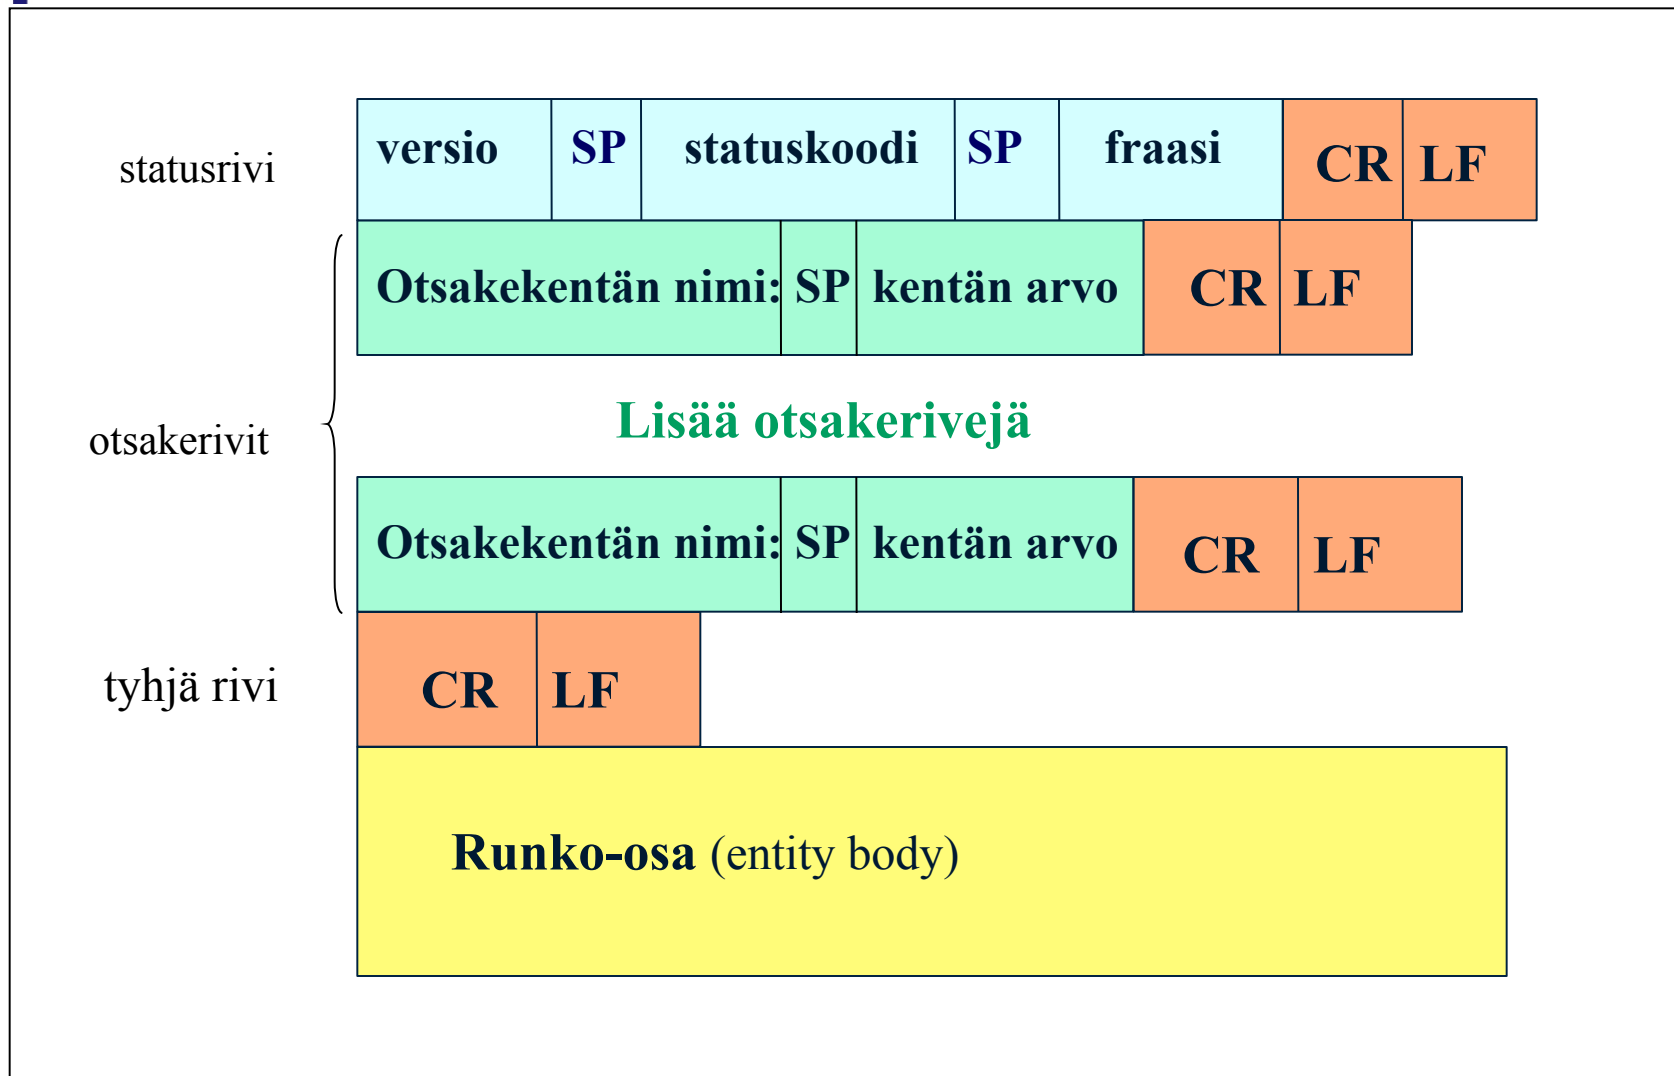 statusrivi versio SP statuskoodi SP fraasi CR LF
Otsakekentän nimi: SP kentän arvo CR LF
otsakerivit Lisää otsakerivejä
Otsakekentän nimi: SP kentän arvo CR LF
tyhjä rivi CR LF
Runko-osa (entity body)